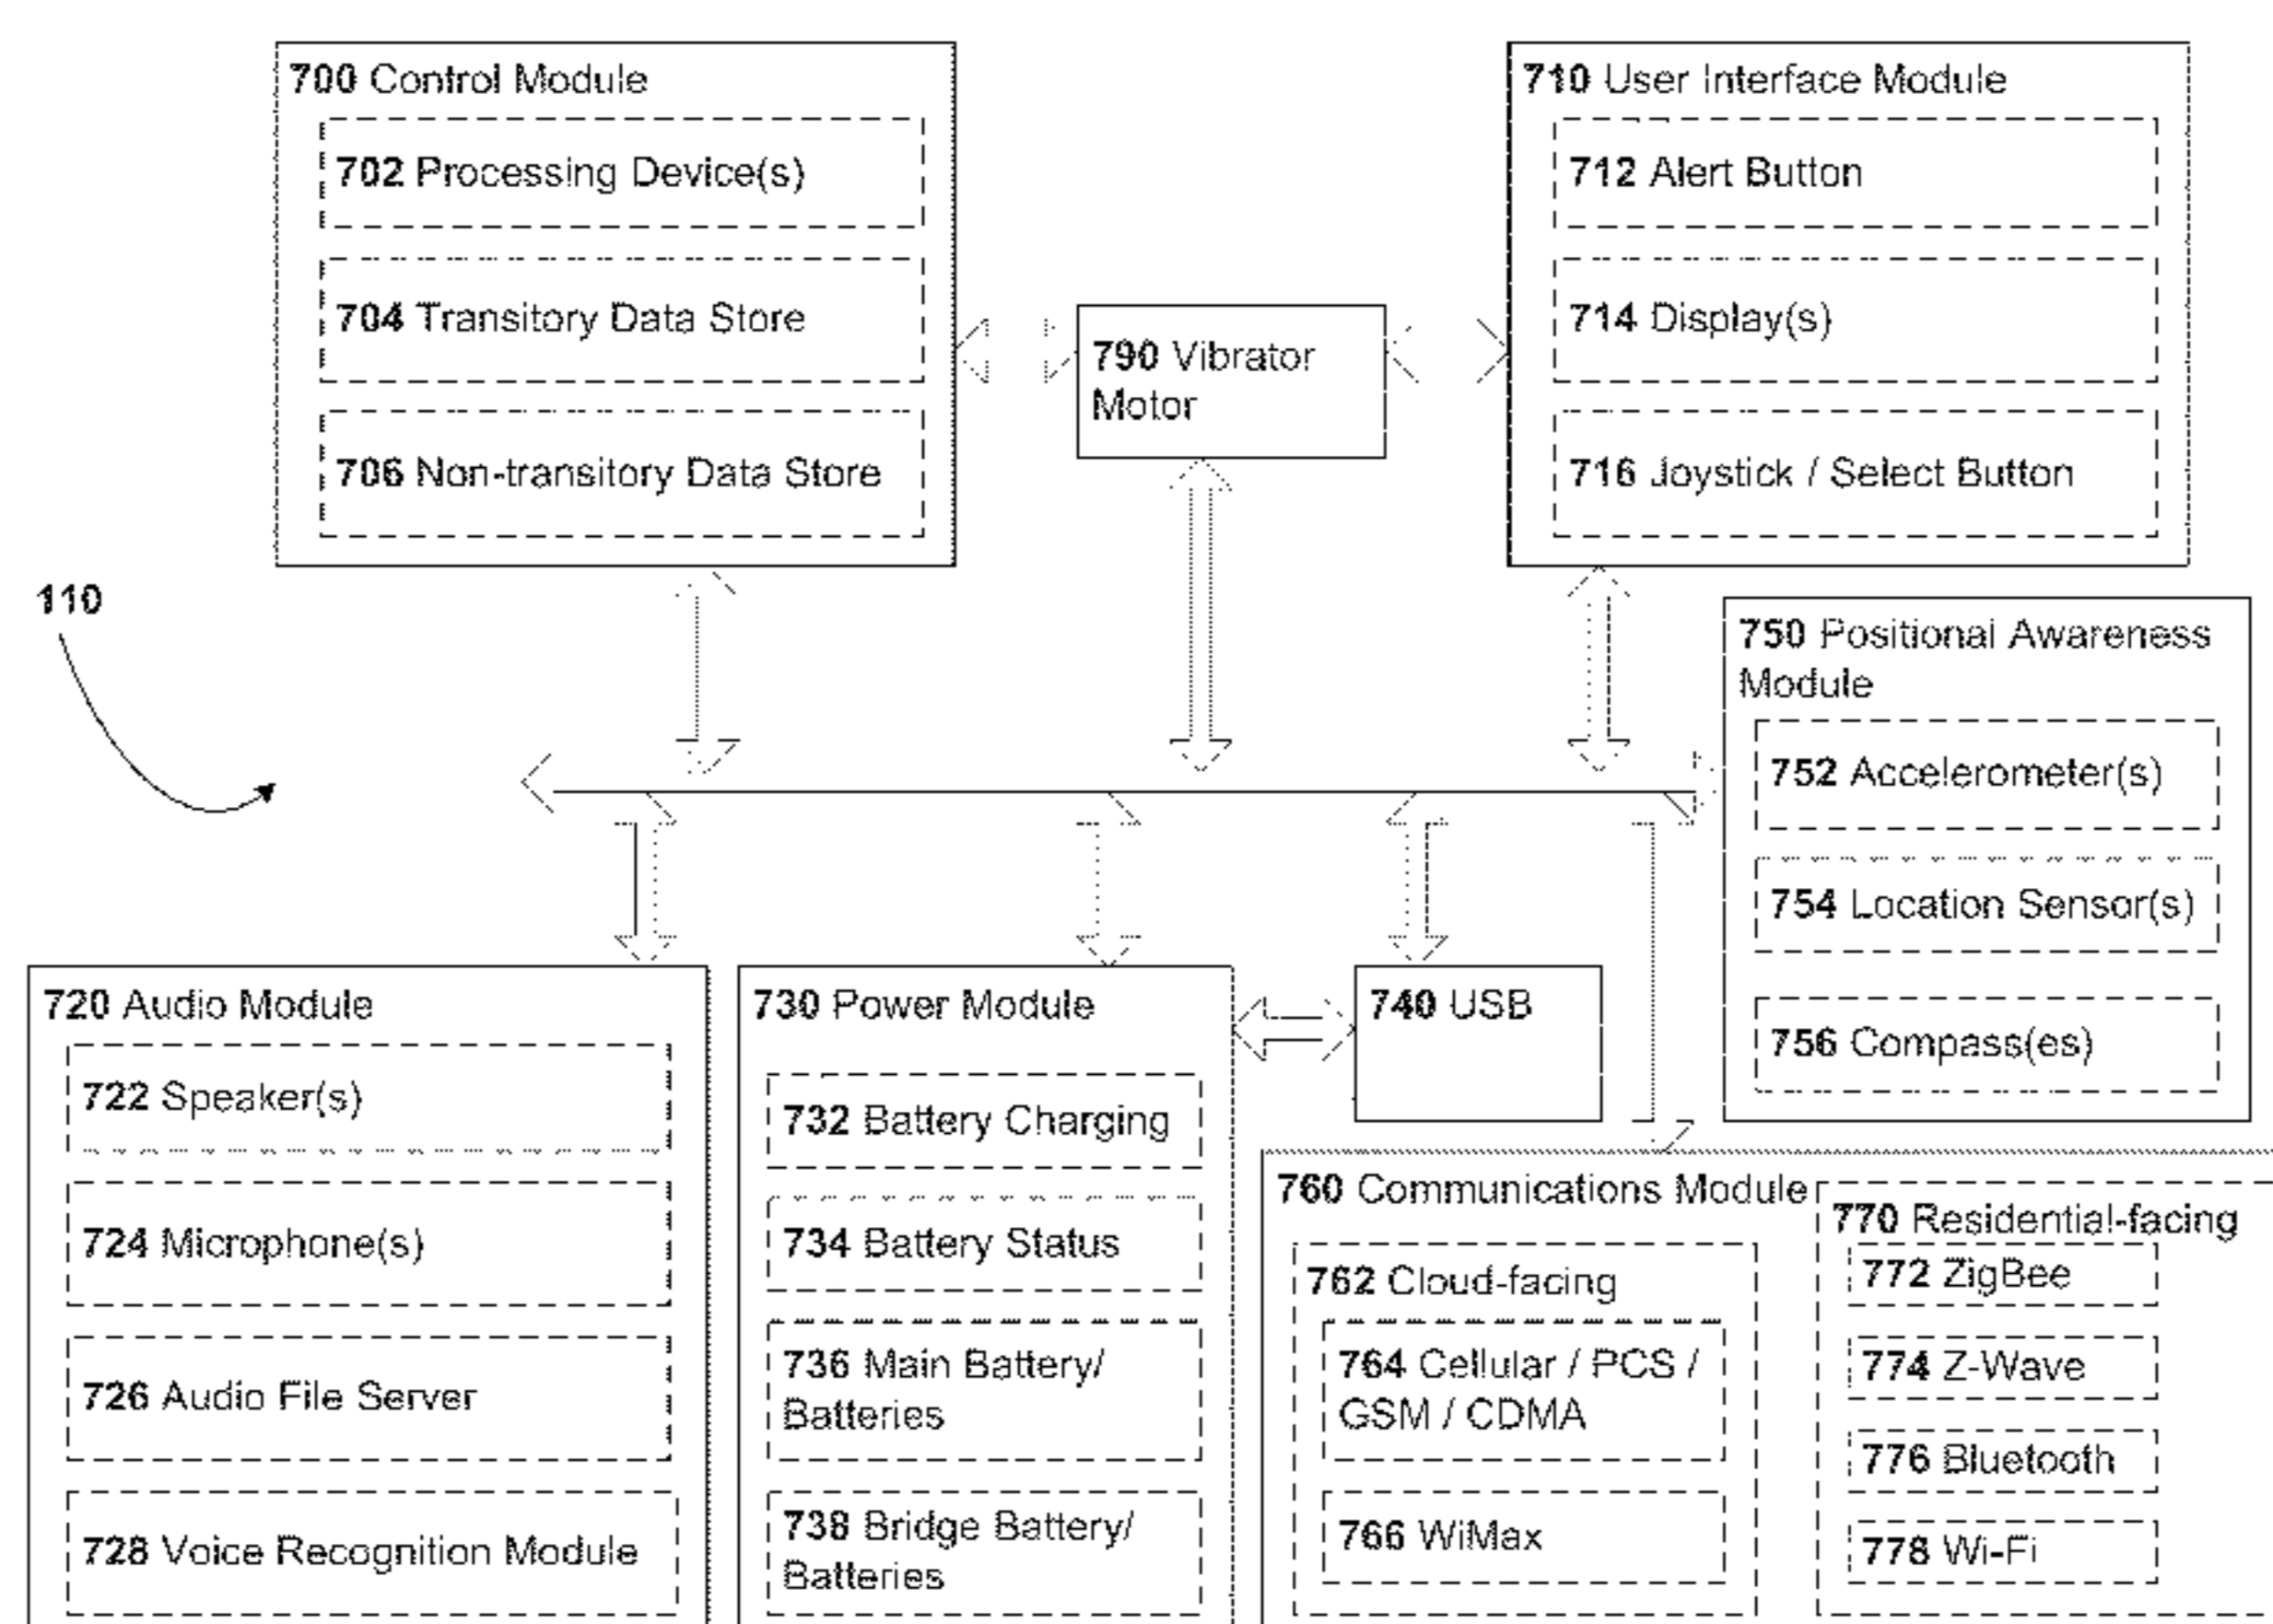 700 Control Module
702 Processing Device(s)
704 Transitory Data Store
706 Non-transitory Data Store
790 Vibrator
Motor
710 User Interface Module
712 Alert Button
714 Display(s)
716 Joystick / Select Button
110
750 Positional Awareness
Module
752 Accelerometer(s)
754 Location Sensor(s)
756 Compass(es)
720 Audio Module
722 Speaker(s)
724 Microphone(s)
726 Audio File Server
728 Voice Recognition Module
730 Power Module
732 Battery Charging
734 Battery Status
736 Main Battery/
Batteries
738 Bridge Battery/
Batteries
740 USB
760 Communications Module
762 Cloud-facing
764 Cellular / PCS /
GSM / CDMA
766 WiMax
770 Residential-facing
772 ZigBee
774 Z-Wave
776 Bluetooth
778 Wi-Fi